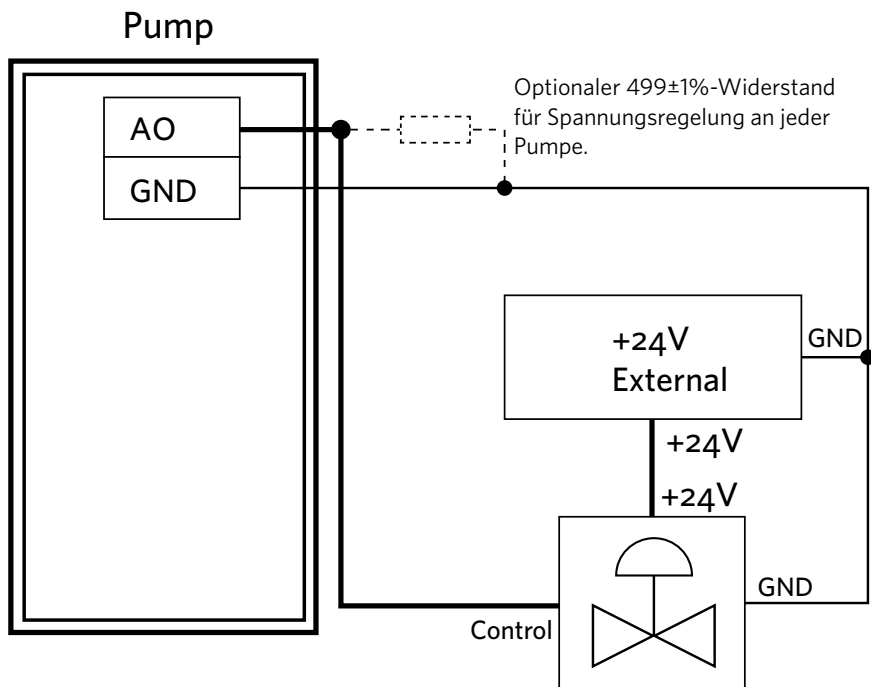 Pump
Optionaler 499±1%-Widerstand
für Spannungsregelung an jeder
Pumpe.
AO
GND
+24V
External
GND
+24V
+24V
GND
Control